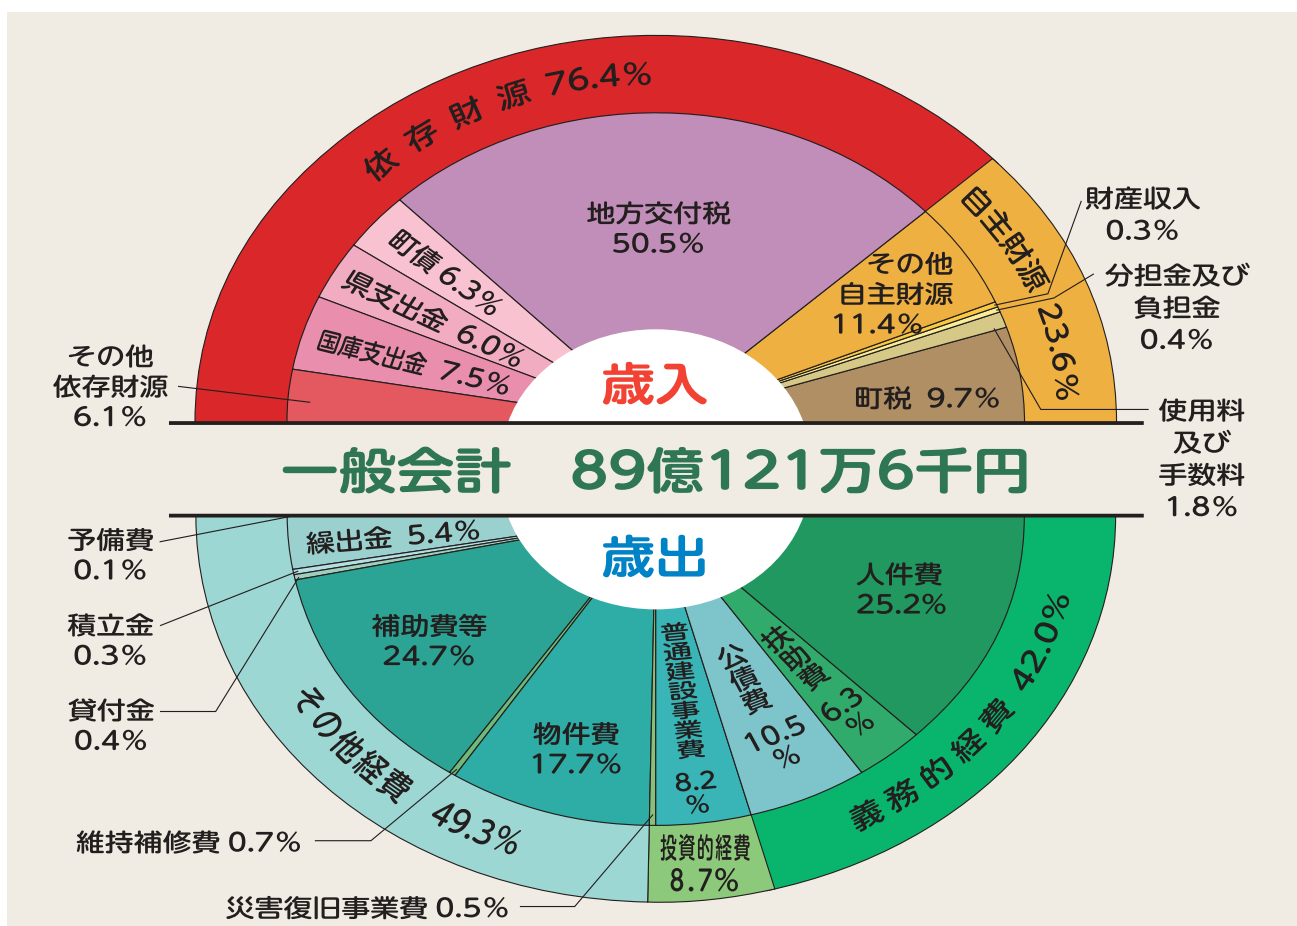 依存財源 76.4%
地方交付税
50.5%
町債 6.3%
県支出金 6.0%
国庫支出金 7.5%
その他
依存財源
6.1%
自主財源 23.6%
その他
自主財源
11.4%
財産収入
0.3%
分担金及び
負担金
0.4%
使用料
及び
手数料
1.8%
町税 9.7%
歳入
一般会計 89億121万6千円
歳出
繰出金 5.4%
予備費
0.1%
積立金
0.3%
貸付金
0.4%
補助費等
24.7%
その他経費 49.3%
維持補修費 0.7%
物件費
17.7%
災害復旧事業費 0.5%
普通建設事業費
8.2
%
投資的経費
8.7%
公債費
10.5
%
扶助費
6.3
%
人件費
25.2%
義務的経費 42.0%